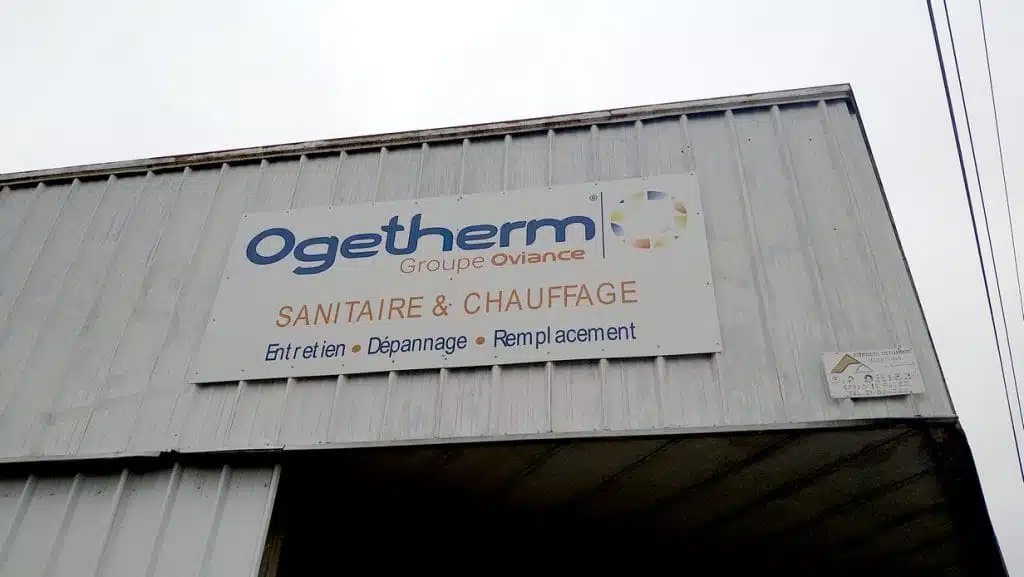 Ogetherm®
Groupe Oviance
SANITAIRE & CHAUFFAGE
Entretien • Dépannage • Remplacement